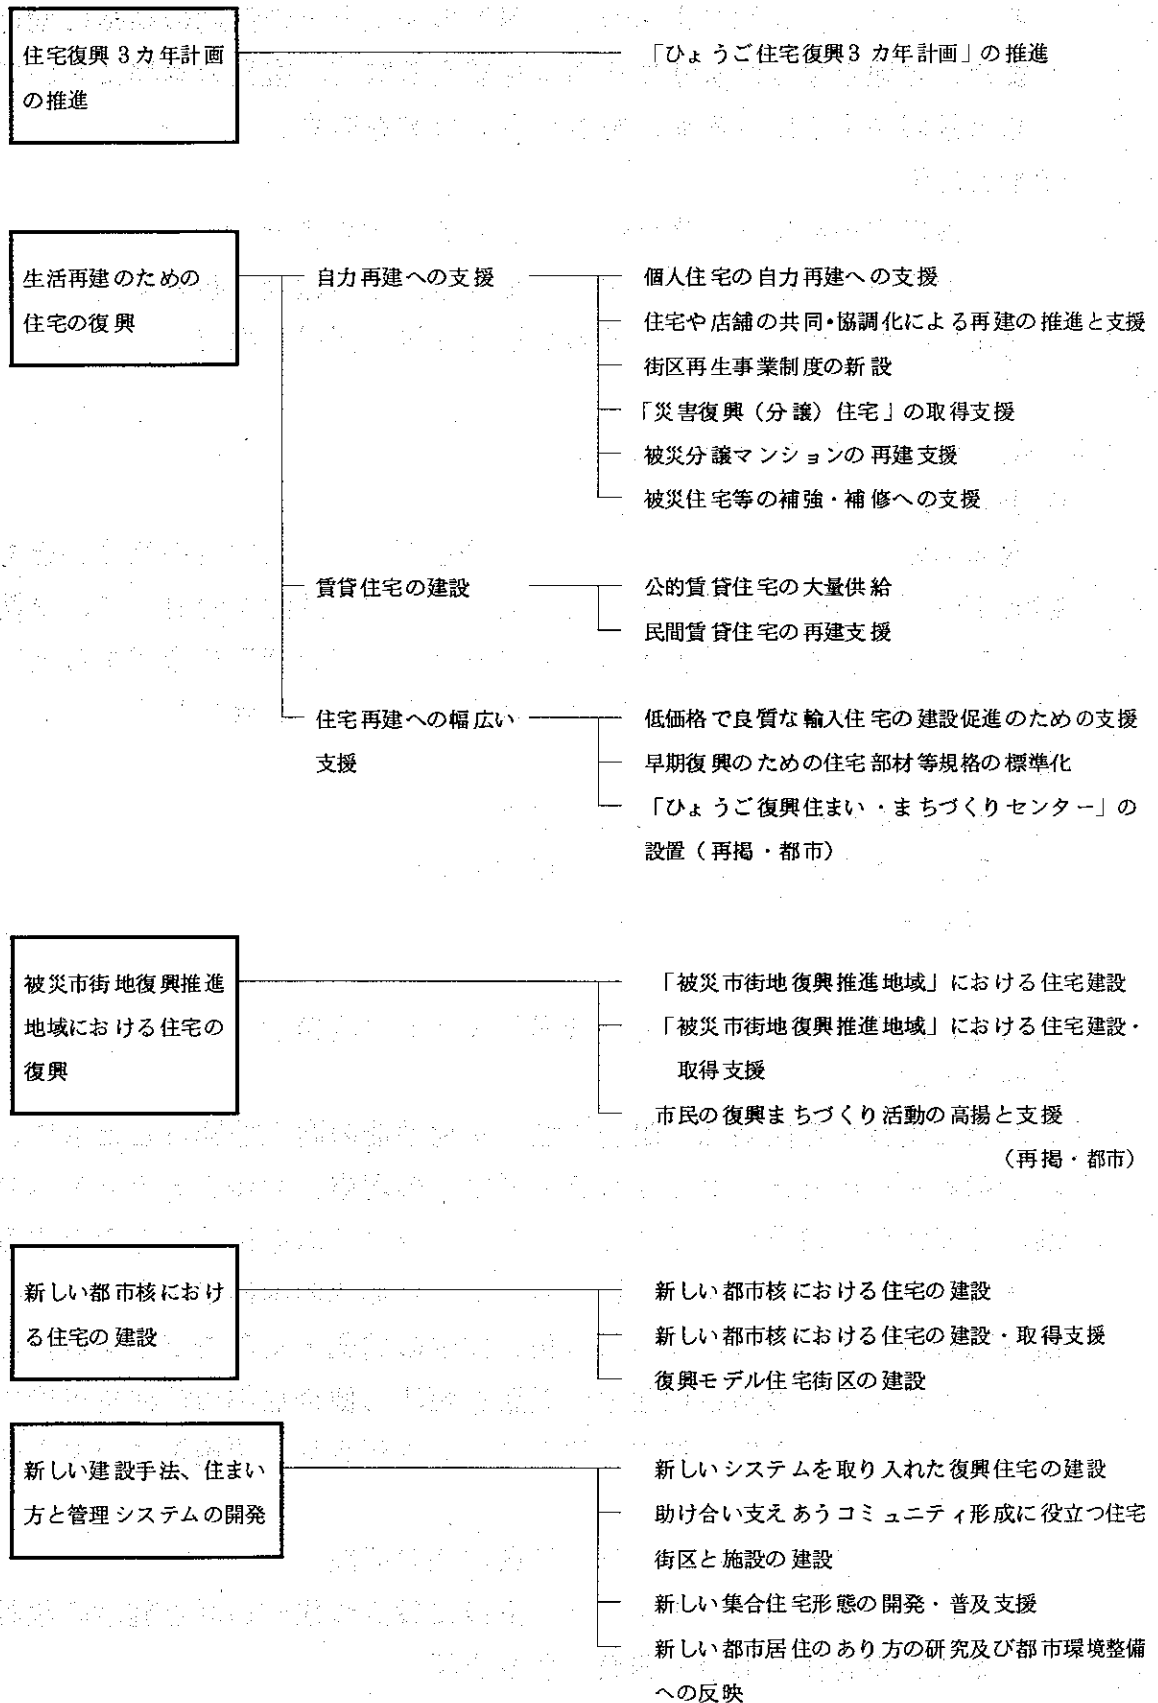 住宅復興3カ年計画
の推進
「ひょうご住宅復興3カ年計画」の推進
生活再建のための
住宅の復興
自力再建への支援
個人住宅の自力再建への支援
住宅や店舗の共同・協調化による再建の推進と支援
街区再生事業制度の新設
「災害復興（分譲）住宅」の取得支援
被災分譲マンションの再建支援
被災住宅等の補強・補修への支援
賃貸住宅の建設
公的賃貸住宅の大量供給
民間賃貸住宅の再建支援
住宅再建への幅広い
支援
低価格で良質な輸入住宅の建設促進のための支援
早期復興のための住宅部材等規格の標準化
「ひょうご復興住まい・まちづくりセンター」の
設置（再掲・都市）
被災市街地復興推進
地域における住宅の
復興
「被災市街地復興推進地域」における住宅建設
「被災市街地復興推進地域」における住宅建設・
取得支援
市民の復興まちづくり活動の高揚と支援
（再掲・都市）
新しい都市核におけ
る住宅の建設
新しい都市核における住宅の建設
新しい都市核における住宅の建設・取得支援
復興モデル住宅街区の建設
新しい建設手法、住まい
方と管理システムの開発
新しいシステムを取り入れた復興住宅の建設
助け合い支えあうコミュニティ形成に役立つ住宅
街区と施設の建設
新しい集合住宅形態の開発・普及支援
新しい都市居住のあり方の研究及び都市環境整備
への反映